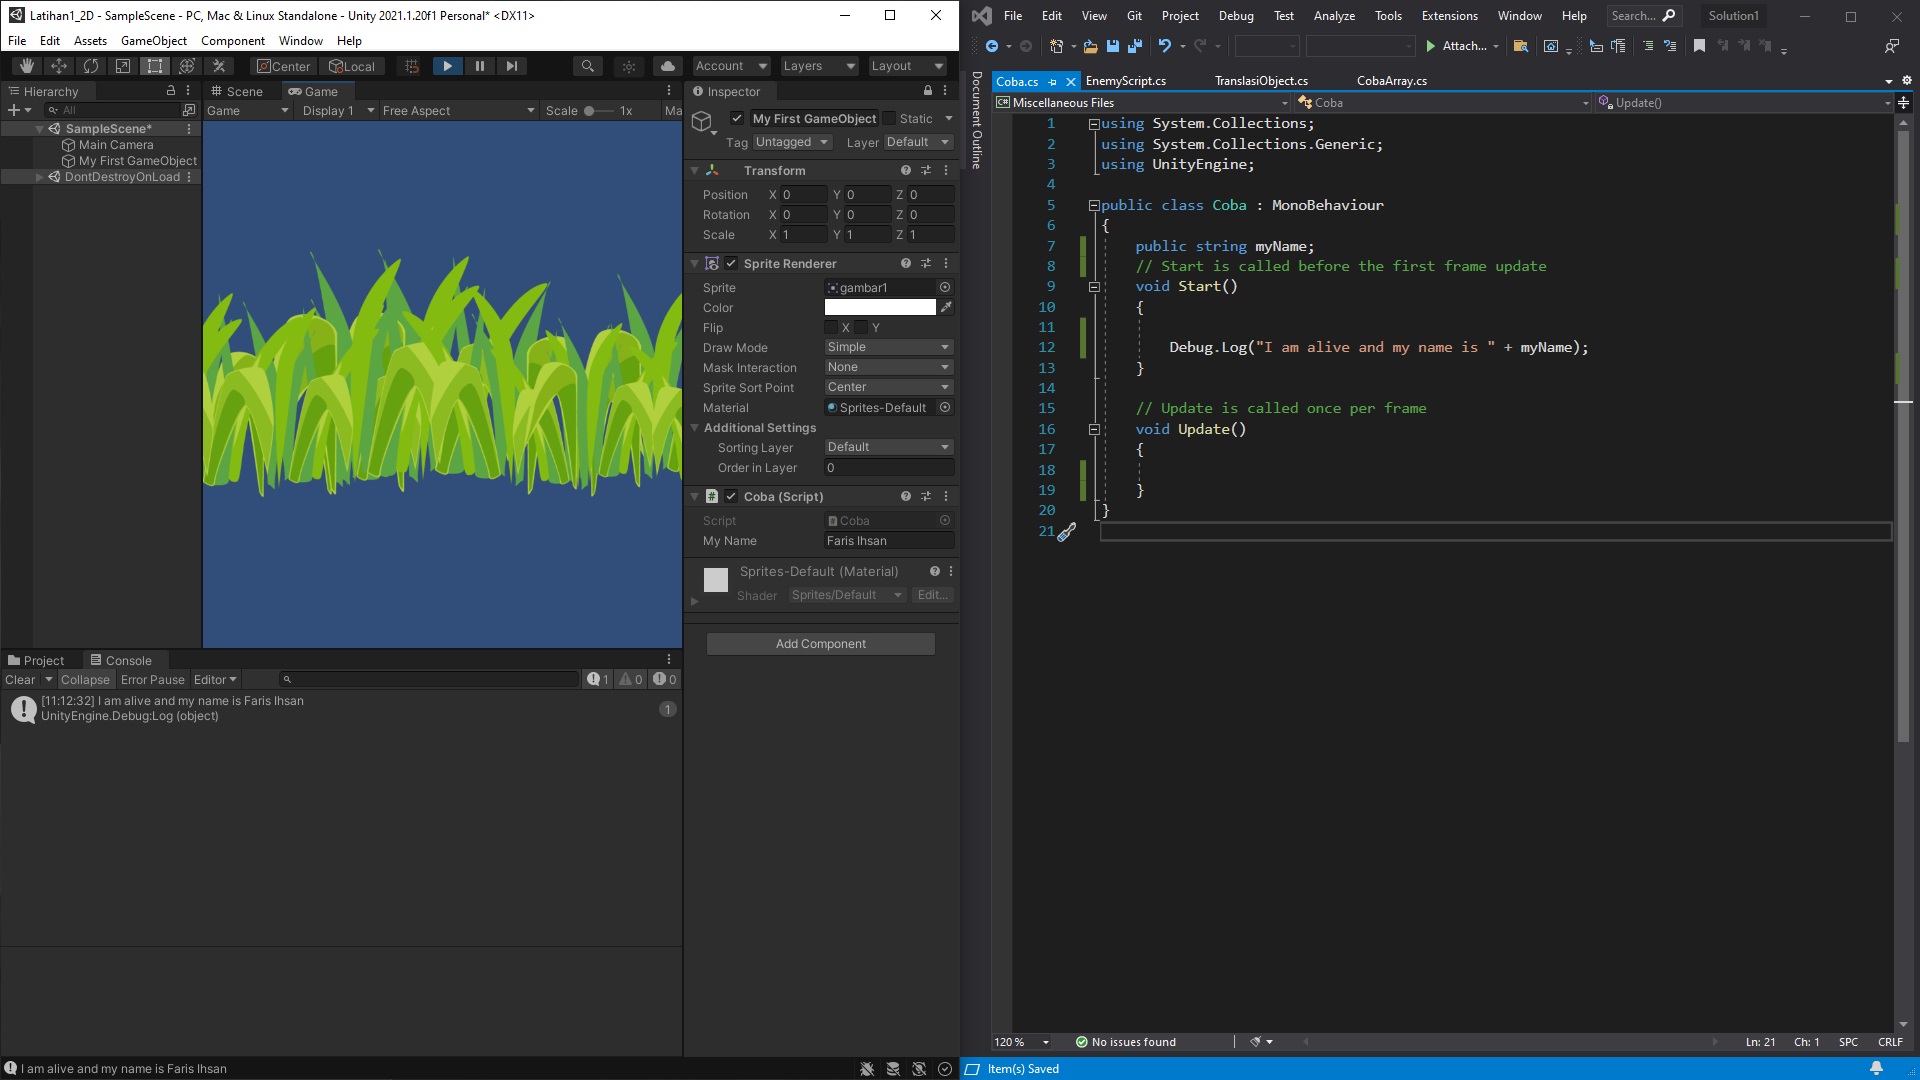 Latihan1_2D - SampleScene - PC, Mac & Linux Standalone - Unity 2021.1.20f1 Personal* <DX11>
File Edit Assets GameObject Component Window Help
Center Local Account Layers Layout
Hierarchy
All
SampleScene*
Main Camera
My First GameObject
DontDestroyOnLoad
Scene Game
Game Display 1 Free Aspect Scale 1x Ma
Inspector
My First GameObject Static
Tag Untagged Layer Default
Transform
Position X 0 Y 0 Z 0
Rotation X 0 Y 0 Z 0
Scale X 1 Y 1 Z 1
Sprite Renderer
Sprite gambar1
Color
Flip X Y
Draw Mode Simple
Mask Interaction None
Sprite Sort Point Center
Material Sprites-Default
Additional Settings
Sorting Layer Default
Order in Layer 0
Coba (Script)
Script Coba
My Name Faris Ihsan
Sprites-Default (Material)
Shader Sprites/Default Edit...
Add Component
Project Console
Clear Collapse Error Pause Editor 1 0 0
[11:12:32] I am alive and my name is Faris Ihsan
UnityEngine.Debug:Log (object)
1
I am alive and my name is Faris Ihsan
File Edit View Git Project Debug Test Analyze Tools Extensions Window Help Search... Solution1
Attach...
Document Outline
Coba.cs EnemyScript.cs TranslasiObject.cs CobaArray.cs
C# Miscellaneous Files Coba Update()
1 using System.Collections;
2 using System.Collections.Generic;
3 using UnityEngine;
4
5 public class Coba : MonoBehaviour
6 {
7 public string myName;
8 // Start is called before the first frame update
9 void Start()
10 {
11
12 Debug.Log("I am alive and my name is " + myName);
13 }
14
15 // Update is called once per frame
16 void Update()
17 {
18
19 }
20 }
21
120 % No issues found Ln: 21 Ch: 1 SPC CRLF
Item(s) Saved